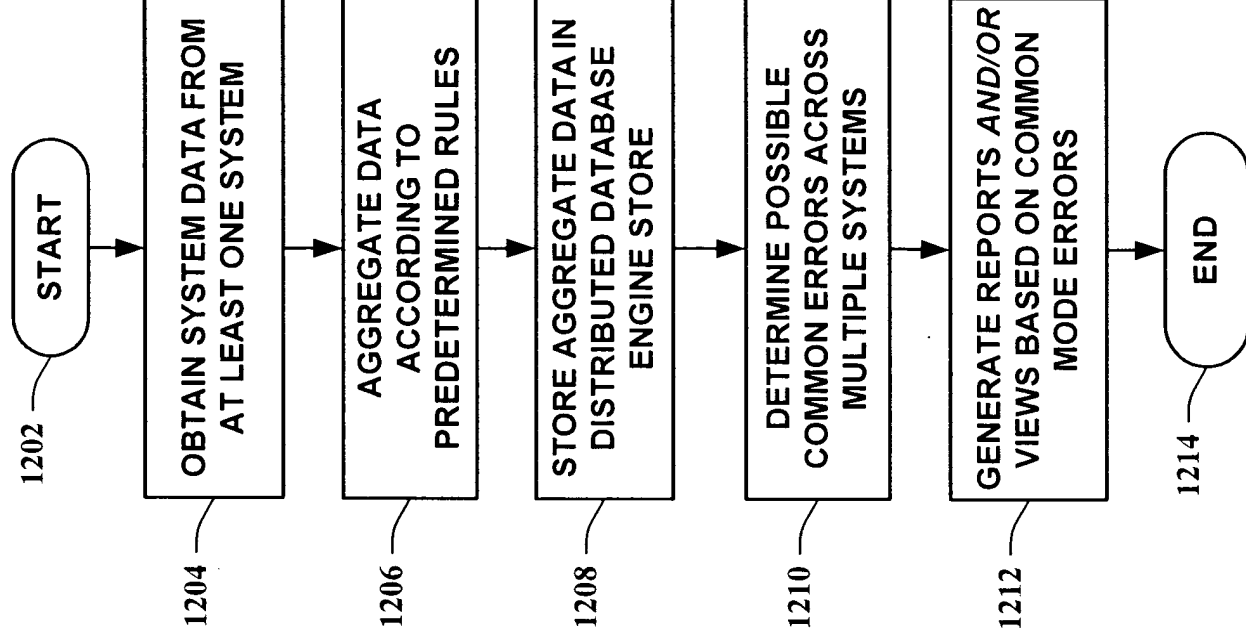 START
1202
OBTAIN SYSTEM DATA FROM
AT LEAST ONE SYSTEM
1204
AGGREGATE DATA
ACCORDING TO
PREDETERMINED RULES
1206
STORE AGGREGATE DATA IN
DISTRIBUTED DATABASE
ENGINE STORE
1208
DETERMINE POSSIBLE
COMMON ERRORS ACROSS
MULTIPLE SYSTEMS
1210
GENERATE REPORTS AND/OR
VIEWS BASED ON COMMON
MODE ERRORS
1212
END
1214